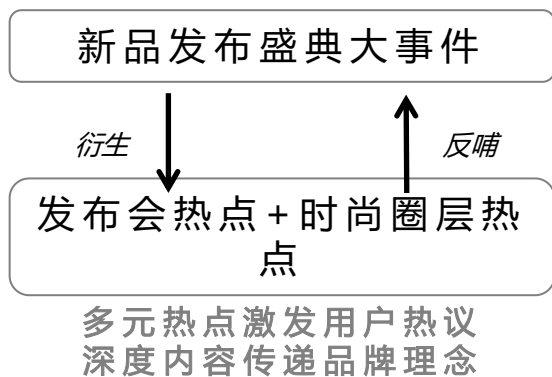 新品发布盛典大事件
衍生
反哺
发布会热点+时尚圈层热
点
多元热点激发用户热议
深度内容传递品牌理念